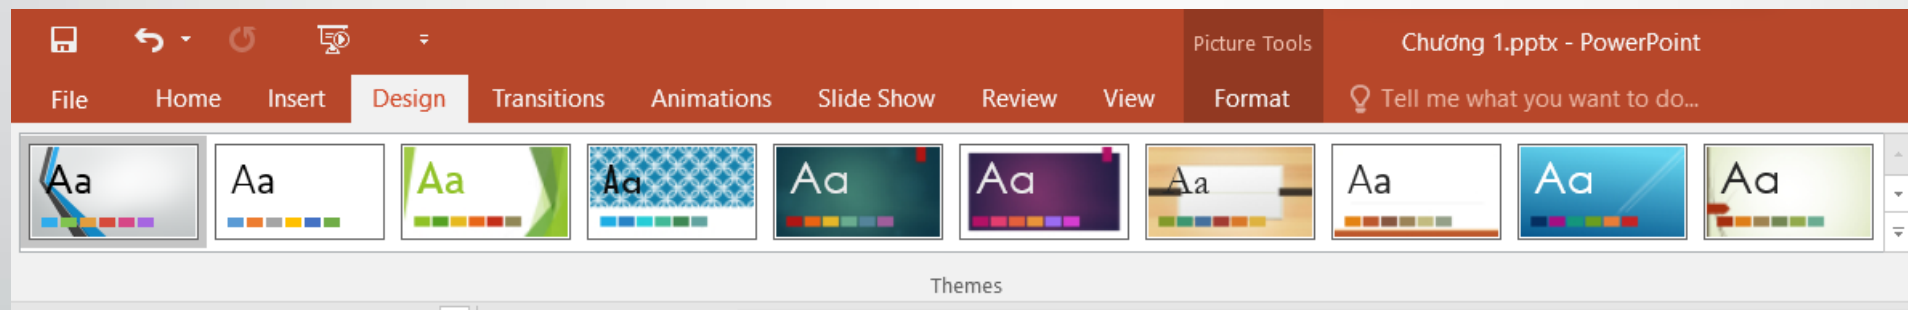 Picture Tools Chương 1.pptx - PowerPoint
File Home Insert Design Transitions Animations Slide Show Review View Format Tell me what you want to do...
Aa Aa Aa Aa Aa Aa Aa Aa Aa Aa
Themes